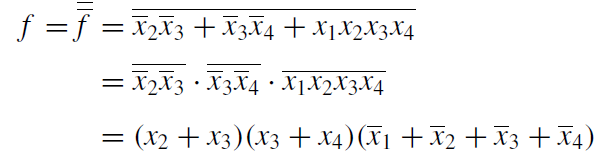 $f = \overline{\overline{f}} = \overline{\overline{x}_2\overline{x}_3 + \overline{x}_3\overline{x}_4 + x_1x_2x_3x_4}$
$= \overline{\overline{x}_2\overline{x}_3} \cdot \overline{\overline{x}_3\overline{x}_4} \cdot \overline{x_1x_2x_3x_4}$
$= (x_2 + x_3)(x_3 + x_4)(\overline{x}_1 + \overline{x}_2 + \overline{x}_3 + \overline{x}_4)$